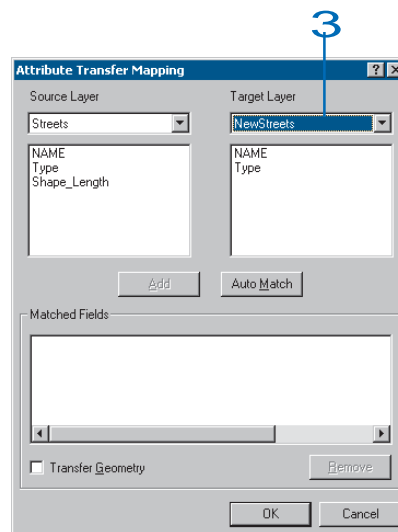 3
Attribute Transfer Mapping
Source Layer
Target Layer
Streets
NewStreets
NAME
Type
Shape_Length
NAME
Type
Add
Auto Match
Matched Fields
Transfer Geometry
Remove
OK
Cancel